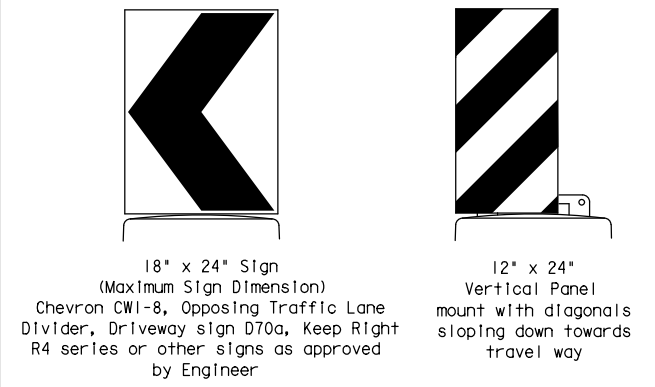 18" x 24" Sign
(Maximum Sign Dimension)
Chevron CW1-8, Opposing Traffic Lane
Divider, Driveway sign D70a, Keep Right
R4 series or other signs as approved
by Engineer
12" x 24"
Vertical Panel
mount with diagonals
sloping down towards
travel way